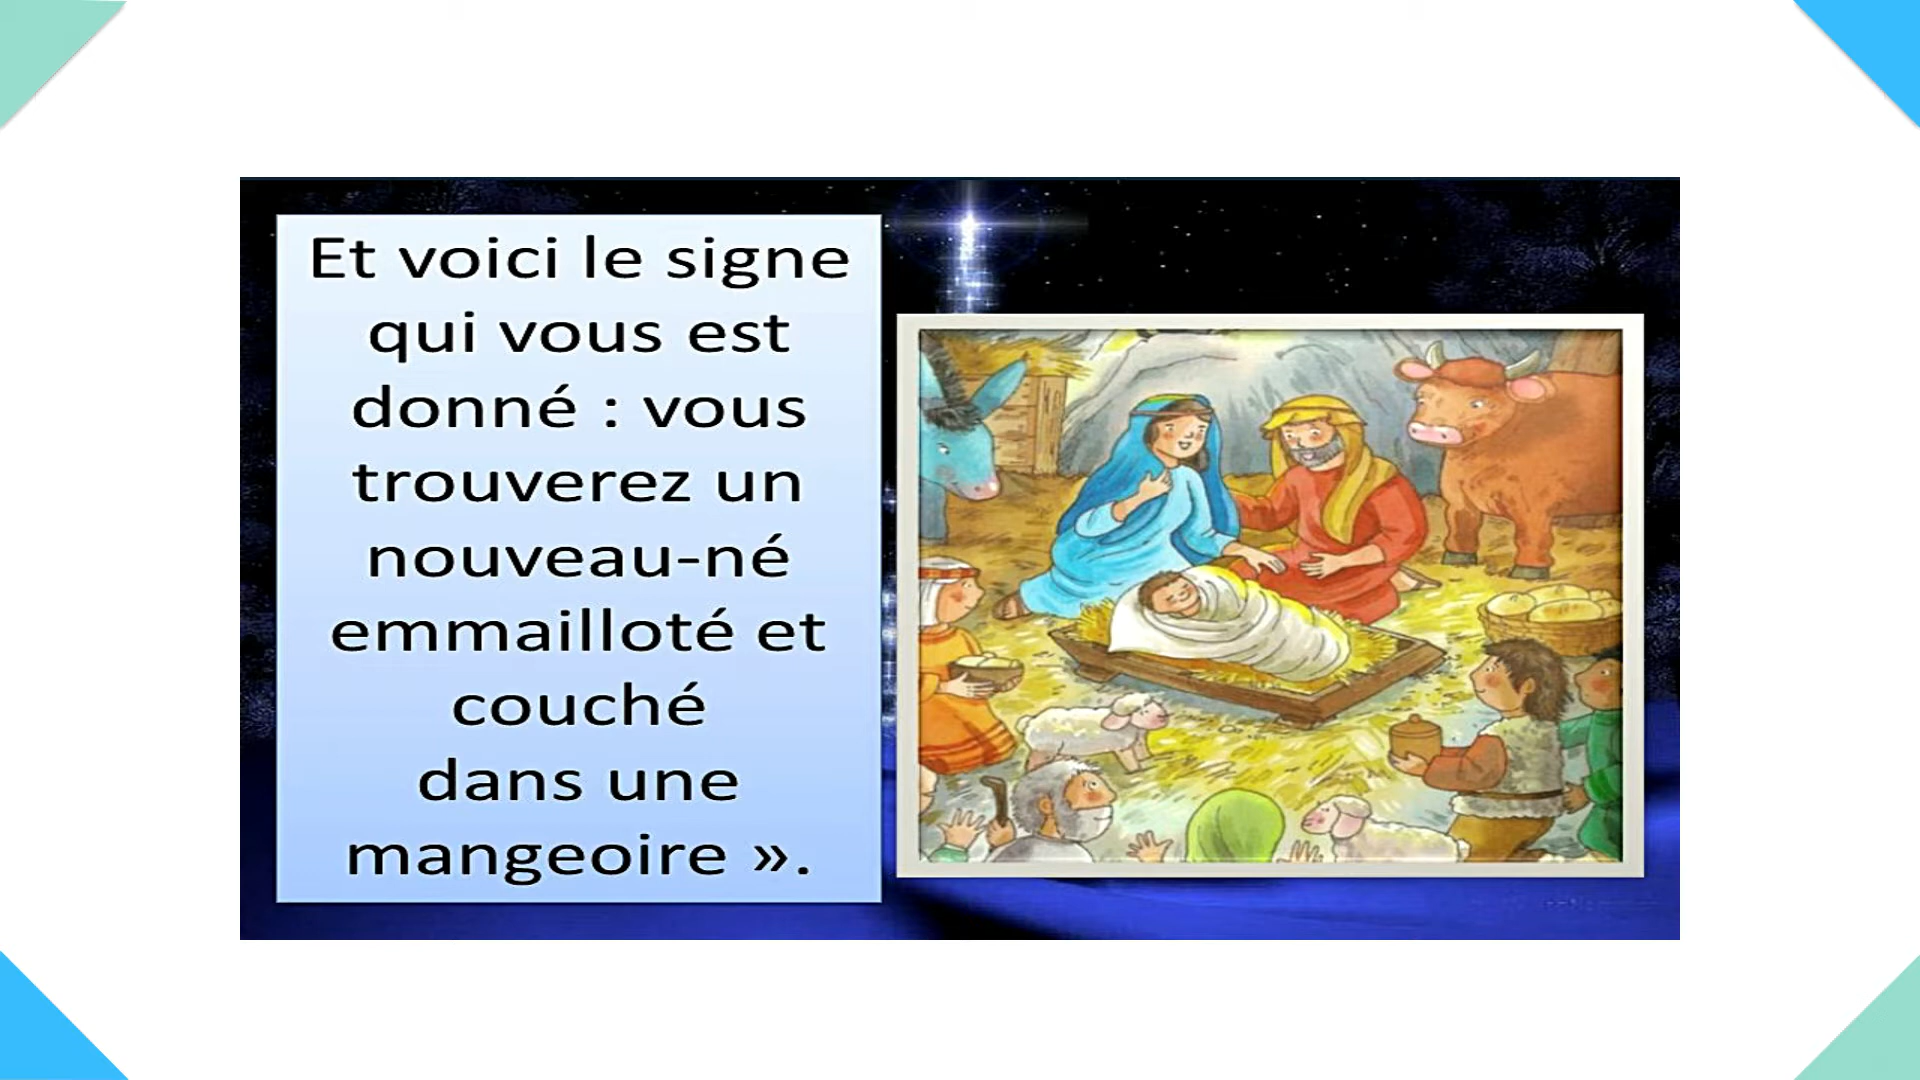 Et voici le signe
qui vous est
donné : vous
trouverez un
nouveau-né
emmailloté et
couché
dans une
mangeoire ».